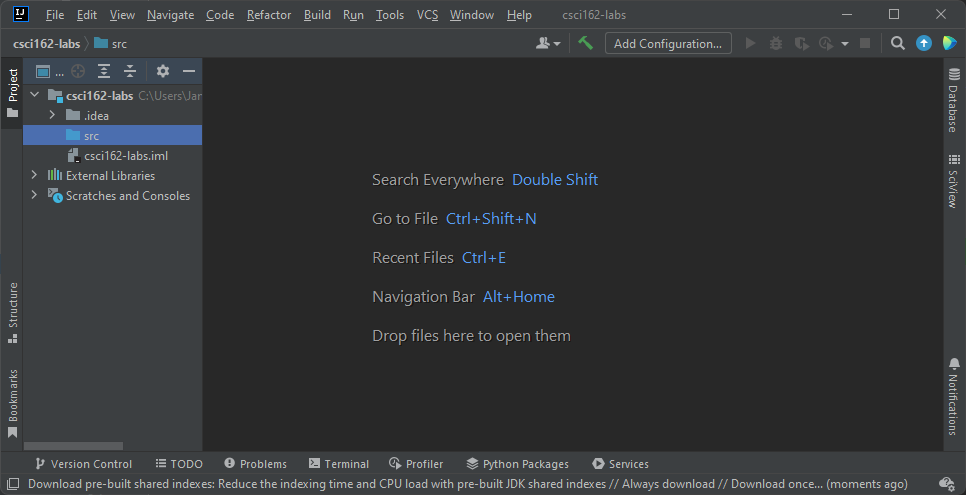 IJ File Edit View Navigate Code Refactor Build Run Tools VCS Window Help csci162-labs
csci162-labs src Add Configuration...
Project
...
csci162-labs C:\Users\Jar
.idea
src
csci162-labs.iml
External Libraries
Scratches and Consoles
Structure
Bookmarks
Search Everywhere Double Shift
Go to File Ctrl+Shift+N
Recent Files Ctrl+E
Navigation Bar Alt+Home
Drop files here to open them
Database
SciView
Notifications
Version Control TODO Problems Terminal Profiler Python Packages Services
Download pre-built shared indexes: Reduce the indexing time and CPU load with pre-built JDK shared indexes // Always download // Download once... (moments ago)